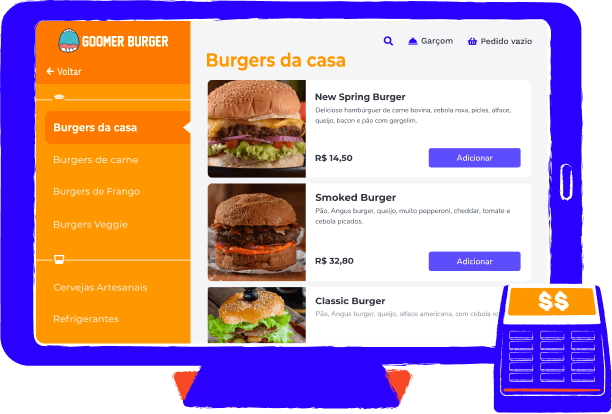 GOOMER BURGER
Voltar
Burgers da casa
Burgers de carne
Burgers de Frango
Burgers Veggie
Cervejas Artesanais
Refrigerantes
Garçom
Pedido vazio
Burgers da casa
New Spring Burger
Delicioso hambúrguer de carne bovina, cebola roxa, picles, alface,
queijo, bacon e pão com gergelim.
R$ 14,50
Adicionar
Smoked Burger
Pão, Angus burger, queijo, muito pepperoni, cheddar, tomate e
cebola picados.
R$ 32,80
Adicionar
Classic Burger
Pão, Angus burger, queijo, alface americana, com cebola
$$